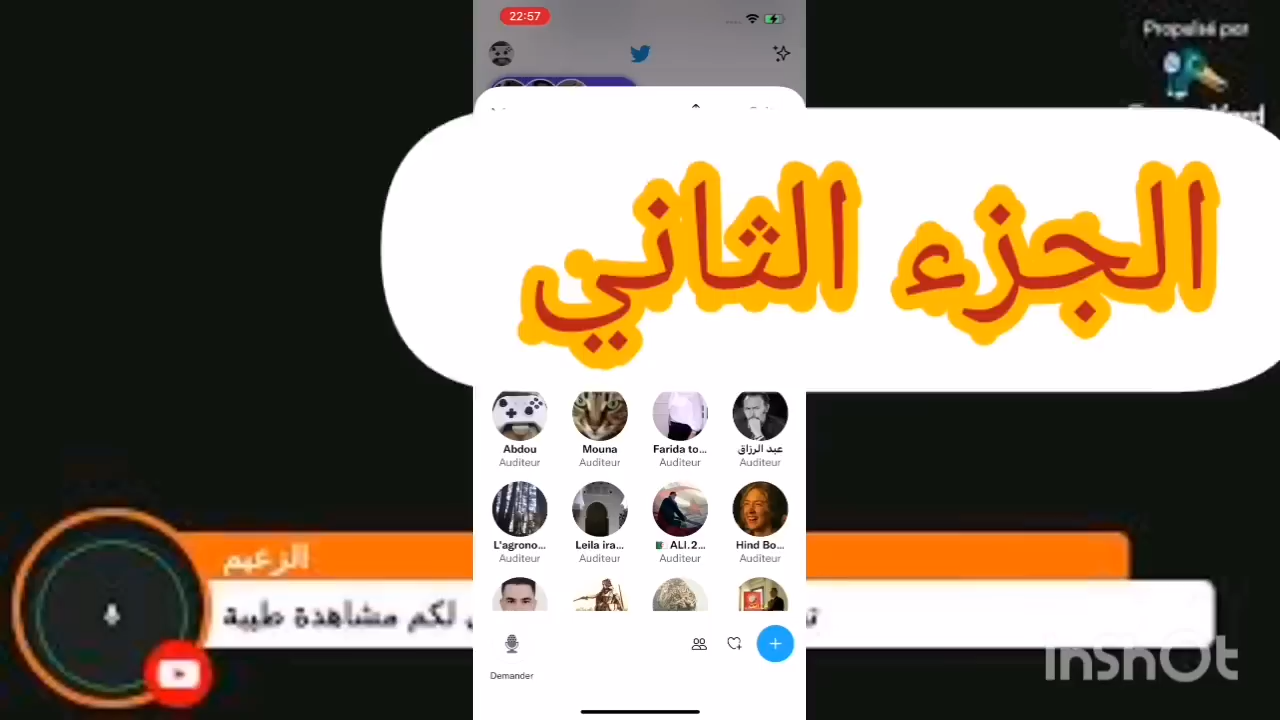 22:57
Propulsé par
الجزء الثاني
Abdou
Mouna
Farida to...
عبد الرزاق
Auditeur
Auditeur
Auditeur
Auditeur
L'agrono...
Leila ira...
ALI.2...
Hind Bo...
Auditeur
Auditeur
Auditeur
Auditeur
الزعيم
لكم مشاهدة طيبة
Demander
InShOt